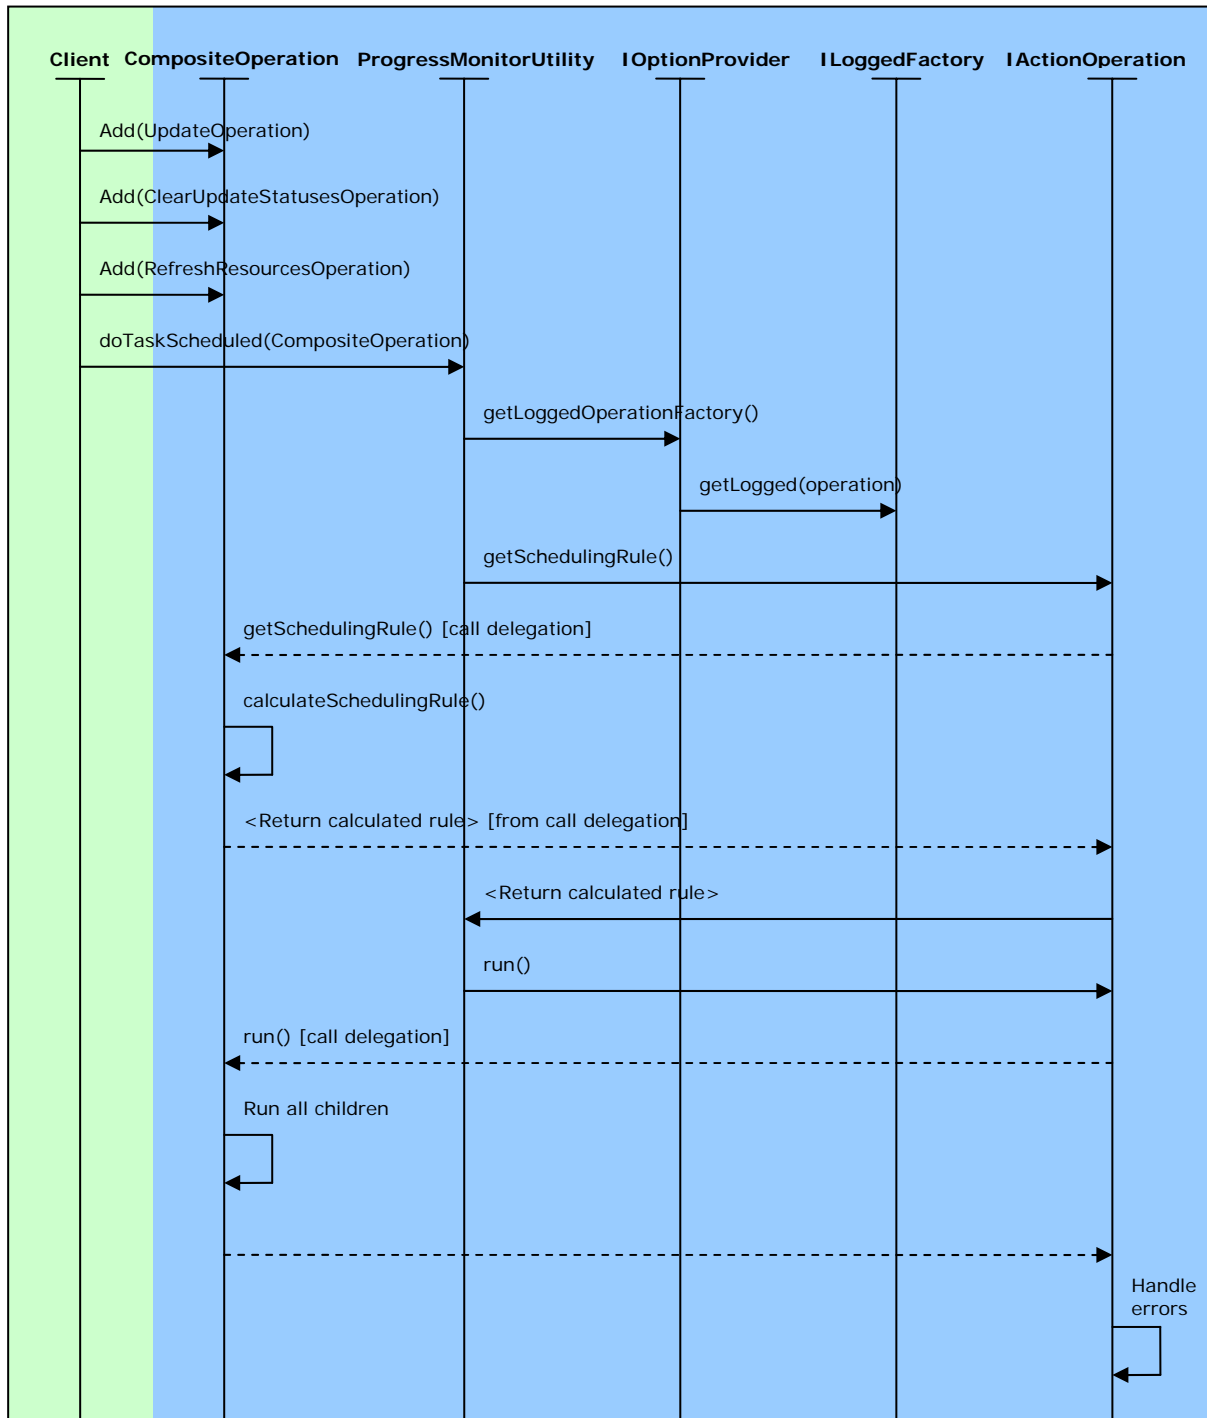 Client CompositeOperation ProgressMonitorUtility IOptionProvider ILoggedFactory IActionOperation
Add(UpdateOperation)
Add(ClearUpdateStatusesOperation)
Add(RefreshResourcesOperation)
doTaskScheduled(CompositeOperation)
getLoggedOperationFactory()
getLogged(operation)
getSchedulingRule()
getSchedulingRule() [call delegation]
calculateSchedulingRule()
<Return calculated rule> [from call delegation]
<Return calculated rule>
run()
run() [call delegation]
Run all children
Handle
errors